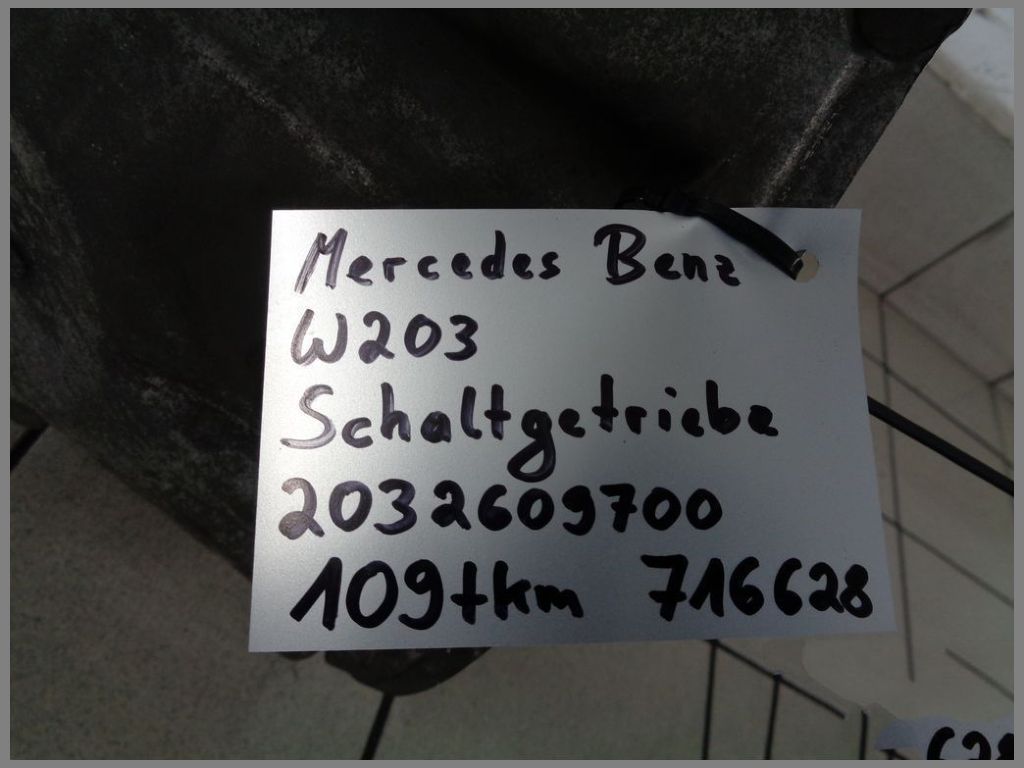 Mercedes Benz
W203
Schaltgetriebe
2032609700
109tkm 716628